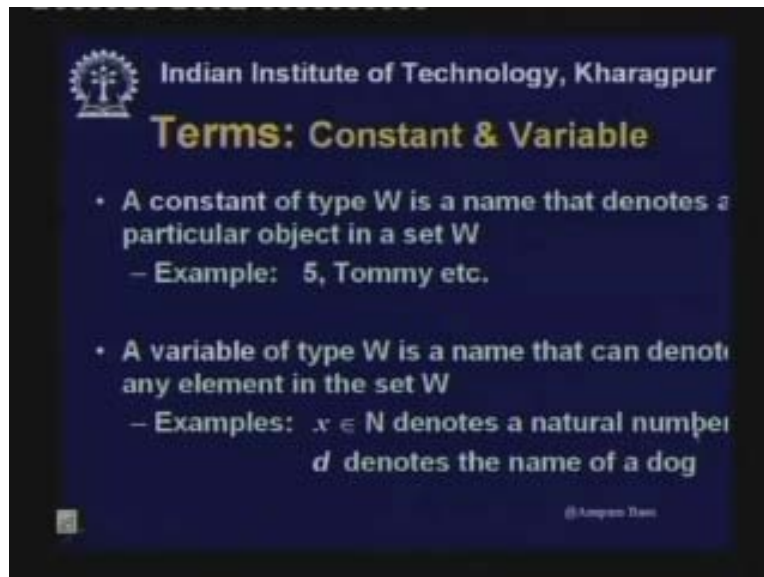 Indian Institute of Technology, Kharagpur
Terms: Constant & Variable
• A constant of type W is a name that denotes a
particular object in a set W
– Example: 5, Tommy etc.
• A variable of type W is a name that can denote
any element in the set W
– Examples: x ∈ N denotes a natural number
d denotes the name of a dog